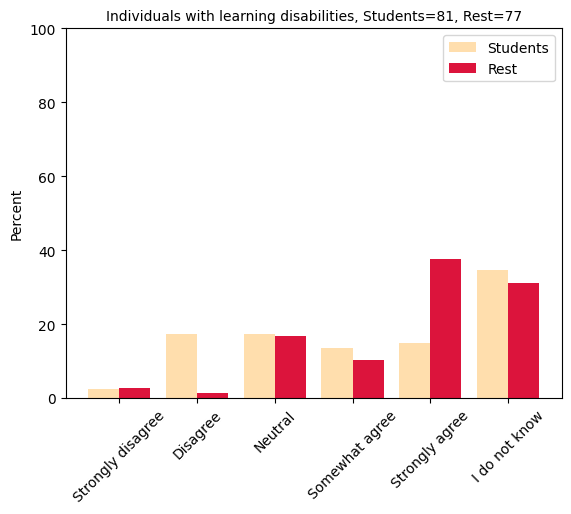 Individuals with learning disabilities, Students=81, Rest=77
100
80
60
40
20
0
Percent
Students
Rest
Strongly disagree
Disagree
Neutral
Somewhat agree
Strongly agree
I do not know